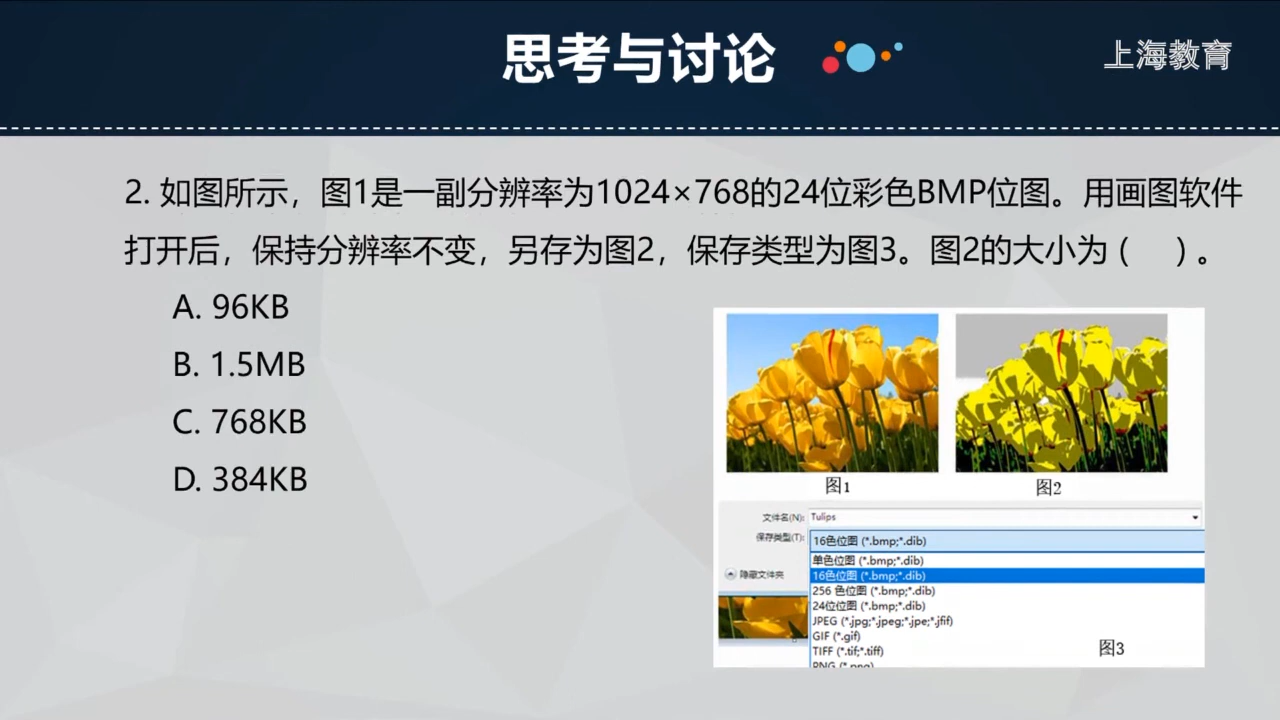 思考与讨论
上海教育
2. 如图所示，图1是一副分辨率为1024×768的24位彩色BMP位图。用画图软件
打开后，保持分辨率不变，另存为图2，保存类型为图3。图2的大小为 (     ) 。
A. 96KB
B. 1.5MB
C. 768KB
D. 384KB
图1
图2
文件名(N): Tulips
保存类型(T): 16色位图 (*.bmp;*.dib)
单色位图 (*.bmp;*.dib)
隐藏文件夹
16色位图 (*.bmp;*.dib)
256 色位图 (*.bmp;*.dib)
24位位图 (*.bmp;*.dib)
JPEG (*.jpg;*.jpeg;*.jpe;*.jfif)
GIF (*.gif)
TIFF (*.tif;*.tiff)
PNG (*.png)
图3